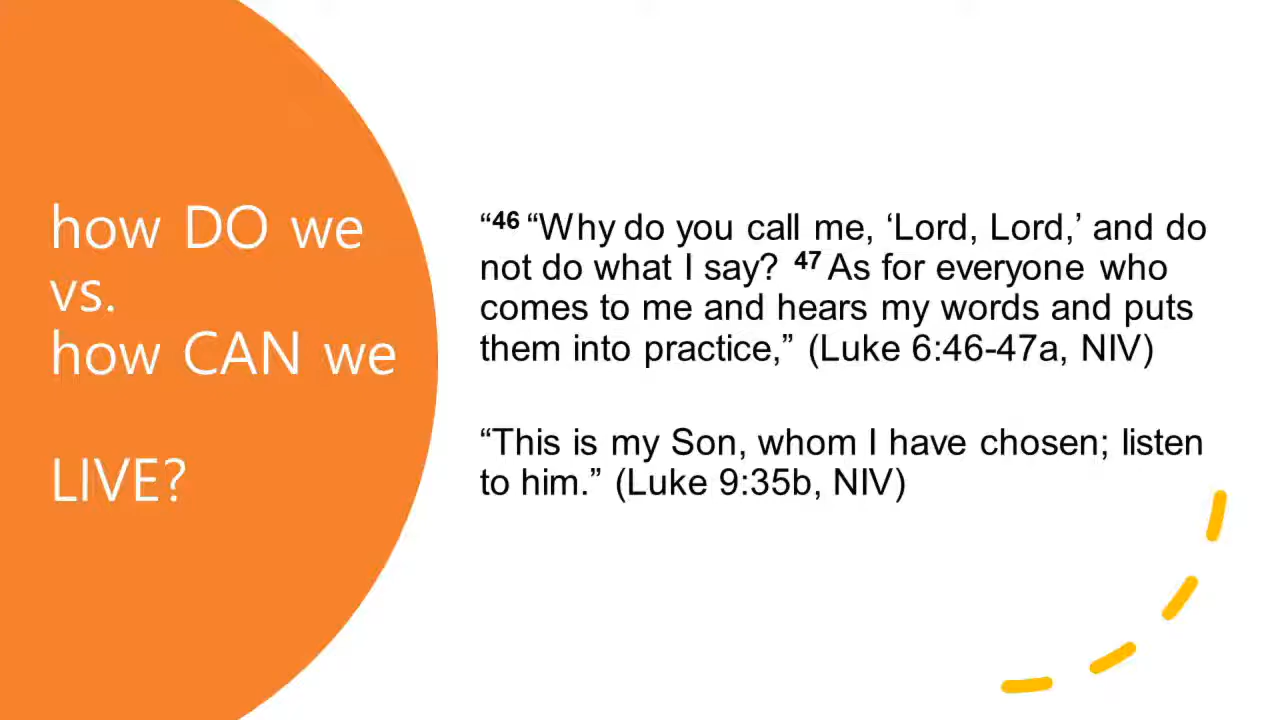 how DO we
vs.
how CAN we
LIVE?
“46 “Why do you call me, ‘Lord, Lord,’ and do
not do what I say? 47 As for everyone who
comes to me and hears my words and puts
them into practice,” (Luke 6:46-47a, NIV)
“This is my Son, whom I have chosen; listen
to him.” (Luke 9:35b, NIV)